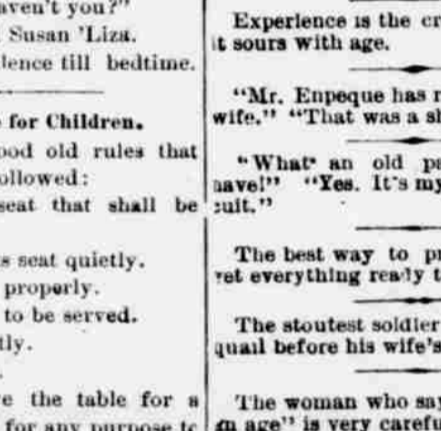 aven't you?"
Susan 'Liza.
lence till bedtime.
for Children.
ood old rules that
ollowed:
seat that shall be
s seat quietly.
properly.
to be served.
tly.
e the table for a
for any purpose to
Experience is the cr
it sours with age.
"Mr. Enpeque has r
wife." "That was a sh
"What an old pa
nave!" "Yes. It's my
suit."
The best way to pr
ret everything ready t
The stoutest soldier
quail before his wife's
The woman who say
an age" is very carefu